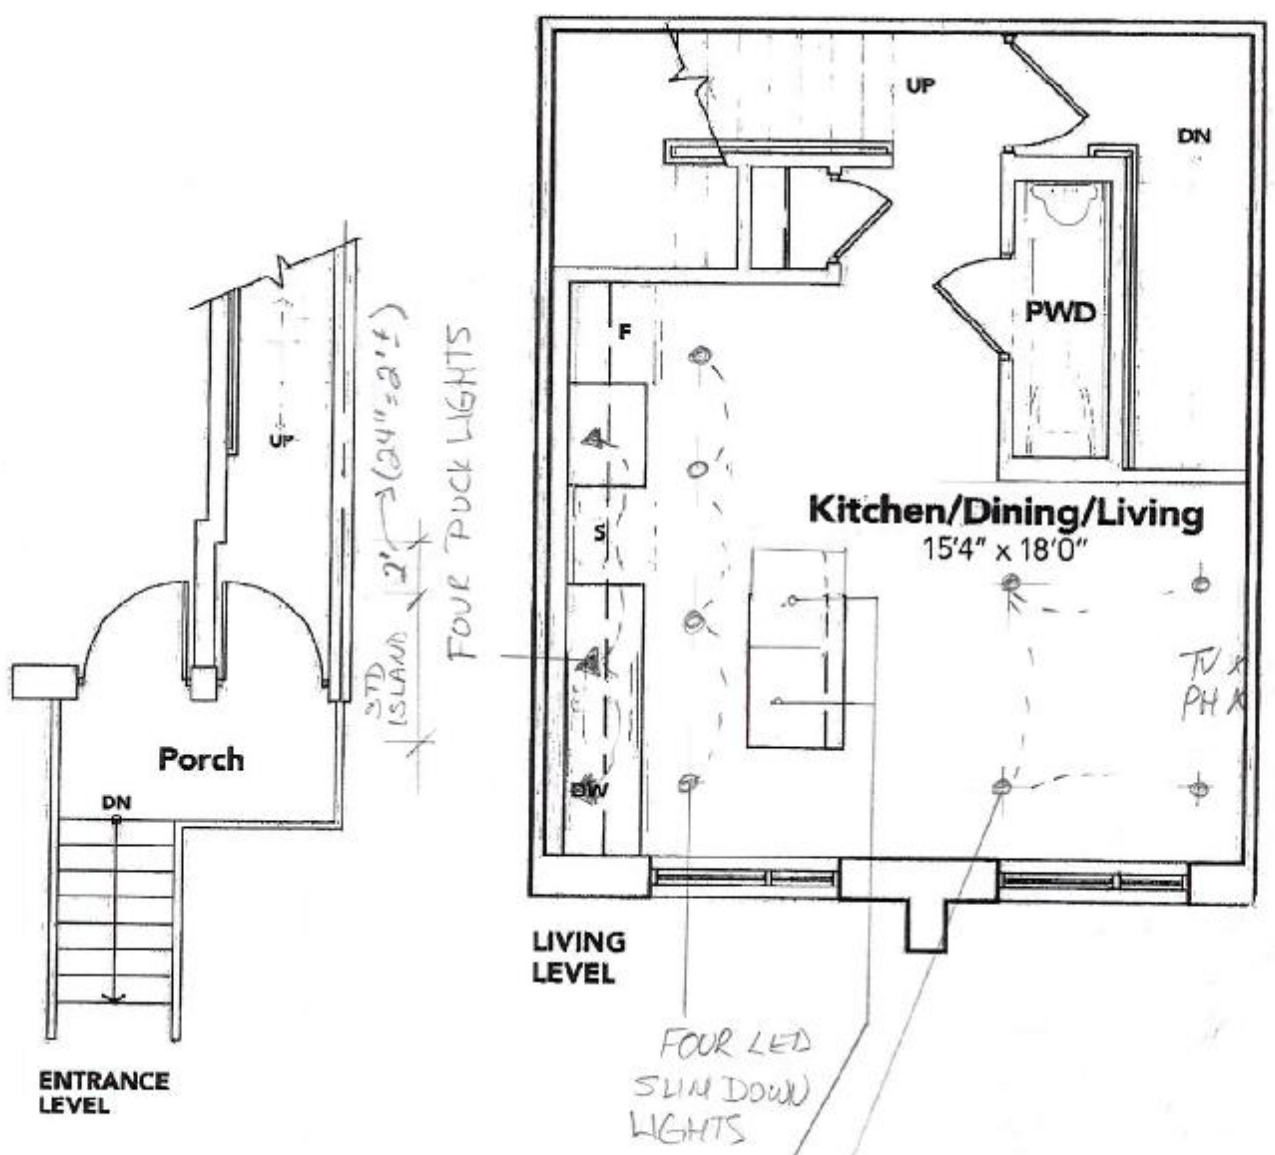 UP
DN
F
PWD
S
Kitchen/Dining/Living
15'4" x 18'0"
DW
TV
PH
LIVING
LEVEL
UP
Porch
DN
ENTRANCE
LEVEL
2" (24"=2'±)
STD
ISLAND
FOUR PUCK LIGHTS
FOUR LED
SLIM DOWN
LIGHTS